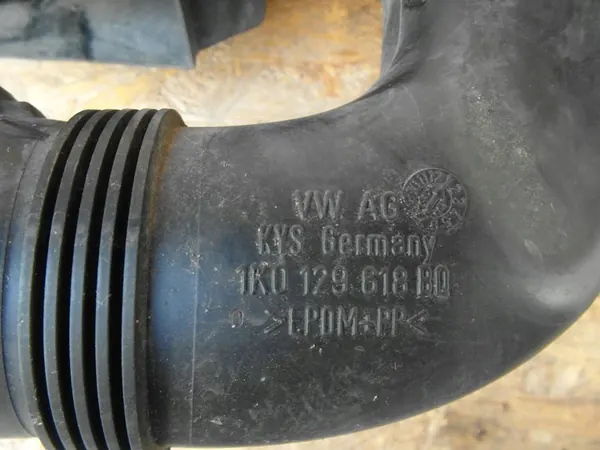 VW AG
KYS Germany
1K0 129 618 BQ
>EPDM+PP<